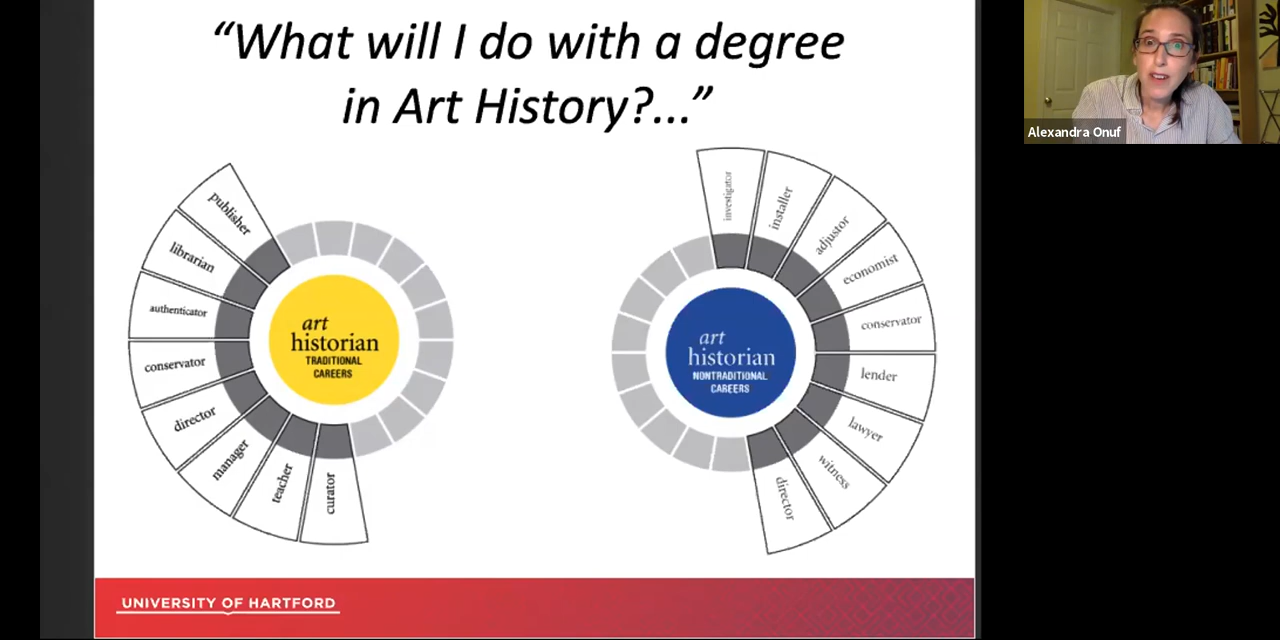 “What will I do with a degree
in Art History?...”
Alexandra Onuf
publisher
librarian
authenticator
conservator
director
manager
teacher
curator
art
historian
TRADITIONAL
CAREERS
investigator
installer
adjustor
economist
conservator
lender
lawyer
witness
director
art
historian
NONTRADITIONAL
CAREERS
UNIVERSITY OF HARTFORD